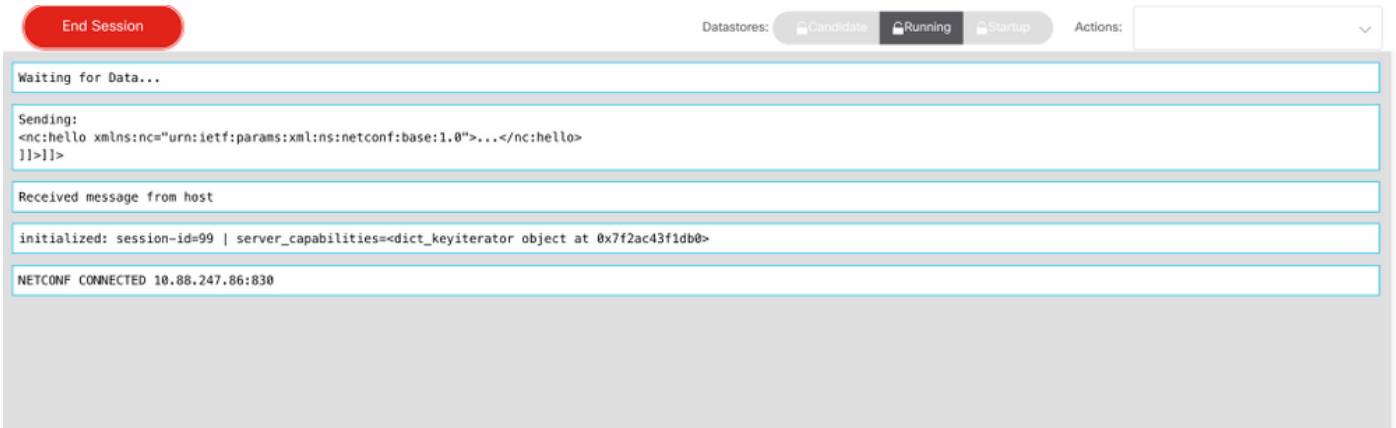 End Session Datastores: Candidate Running Startup Actions:
Waiting for Data...
Sending:
<nc:hello xmlns:nc="urn:ietf:params:xml:ns:netconf:base:1.0">...</nc:hello>
]]>]]>
Received message from host
initialized: session-id=99 | server_capabilities=<dict_keyiterator object at 0x7f2ac43f1db0>
NETCONF CONNECTED 10.88.247.86:830